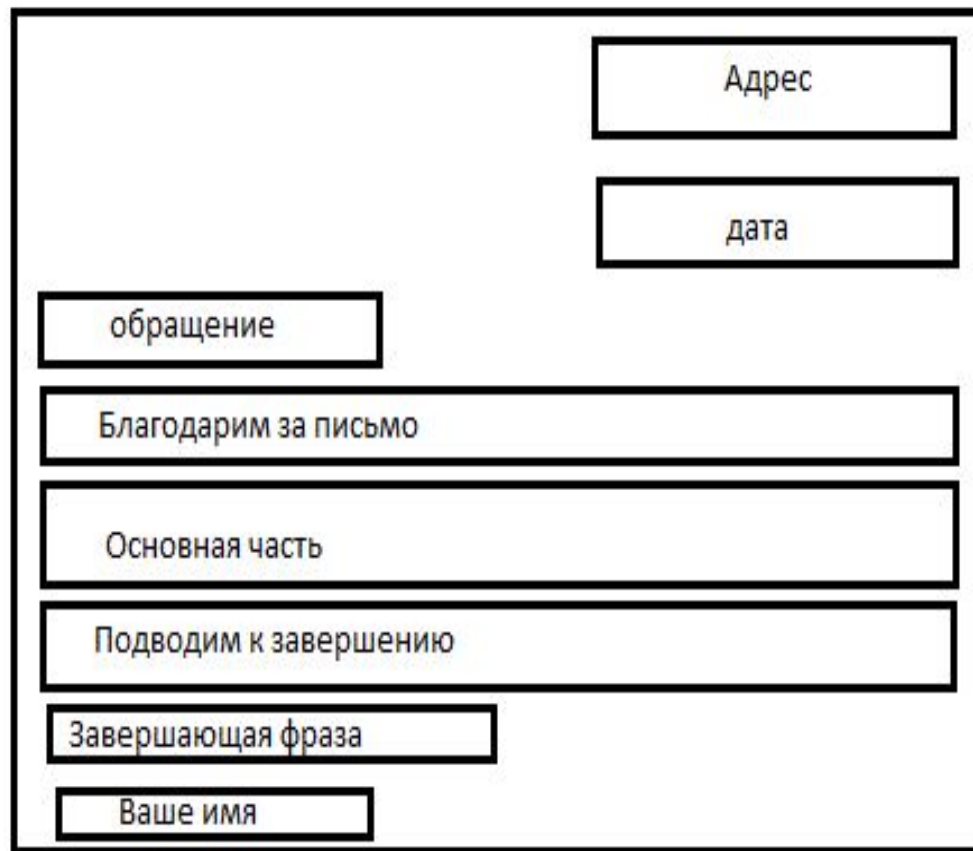 Адрес
дата
обращение
Благодарим за письмо
Основная часть
Подводим к завершению
Завершающая фраза
Ваше имя